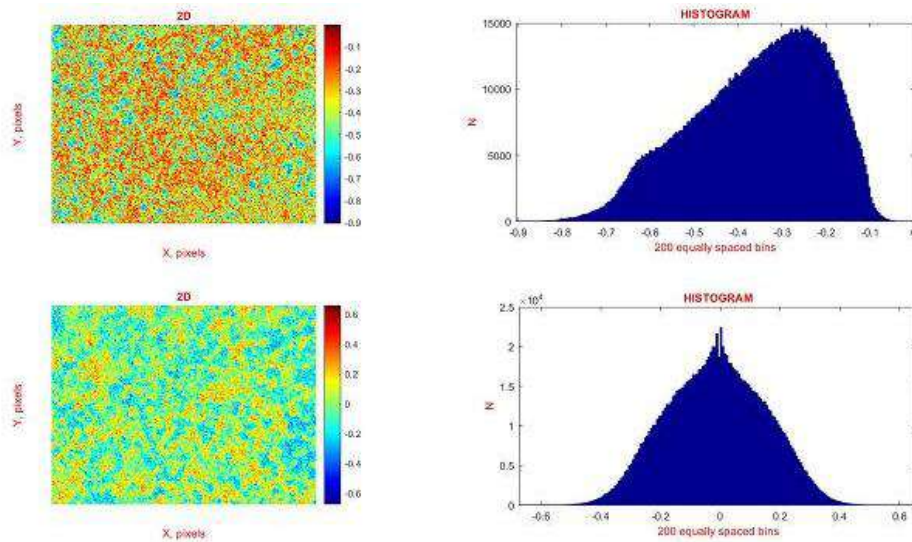 2D
Y, pixels
-0.1
-0.2
-0.3
-0.4
-0.5
-0.6
-0.7
-0.8
-0.9
X, pixels
HISTOGRAM
N
15000
10000
5000
0
-0.9 -0.8 -0.7 -0.6 -0.5 -0.4 -0.3 -0.2 -0.1 0
200 equally spaced bins
2D
Y, pixels
0.6
0.4
0.2
0
-0.2
-0.4
-0.6
X, pixels
HISTOGRAM
× 10⁴
N
2.5
2
1.5
1
0.5
0
-0.6 -0.4 -0.2 0 0.2 0.4 0.6
200 equally spaced bins